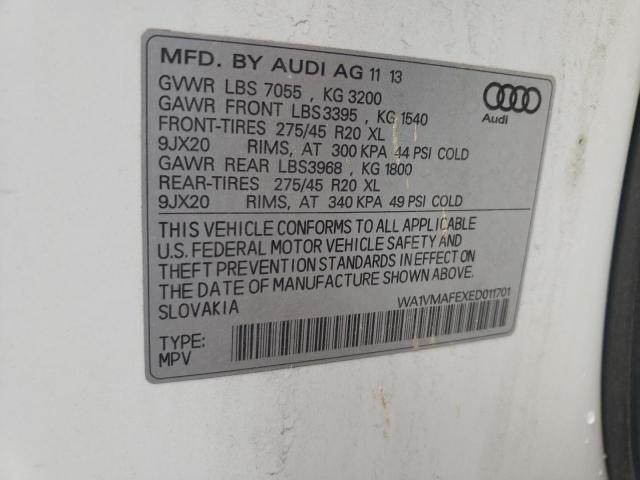 MFD. BY AUDI AG 11 13
GVWR LBS 7055 , KG 3200
GAWR FRONT LBS3395 , KG 1540
FRONT-TIRES 275/45 R20 XL
9JX20 RIMS, AT 300 KPA 44 PSI COLD
GAWR REAR LBS3968 , KG 1800
REAR-TIRES 275/45 R20 XL
9JX20 RIMS, AT 340 KPA 49 PSI COLD
Audi
THIS VEHICLE CONFORMS TO ALL APPLICABLE
U.S. FEDERAL MOTOR VEHICLE SAFETY AND
THEFT PREVENTION STANDARDS IN EFFECT ON
THE DATE OF MANUFACTURE SHOWN ABOVE.
SLOVAKIA
WA1VMAFEXED011701
TYPE:
MPV